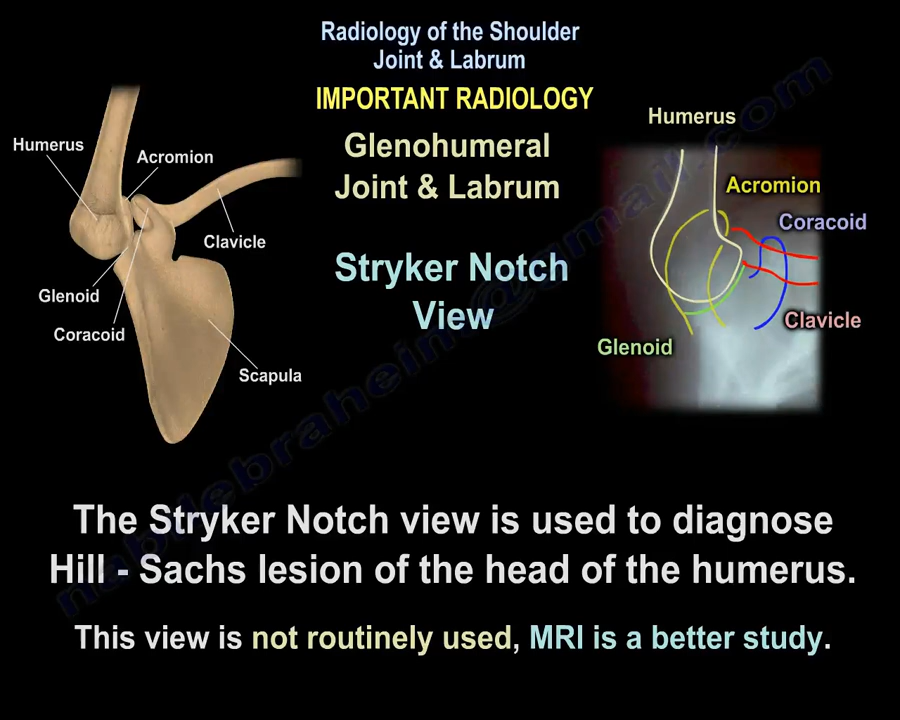 Radiology of the Shoulder
Joint & Labrum
IMPORTANT RADIOLOGY
Glenohumeral
Joint & Labrum
Stryker Notch
View
Humerus
Acromion
Clavicle
Glenoid
Coracoid
Scapula
Humerus
Acromion
Coracoid
Clavicle
Glenoid
The Stryker Notch view is used to diagnose
Hill - Sachs lesion of the head of the humerus.
This view is not routinely used, MRI is a better study.